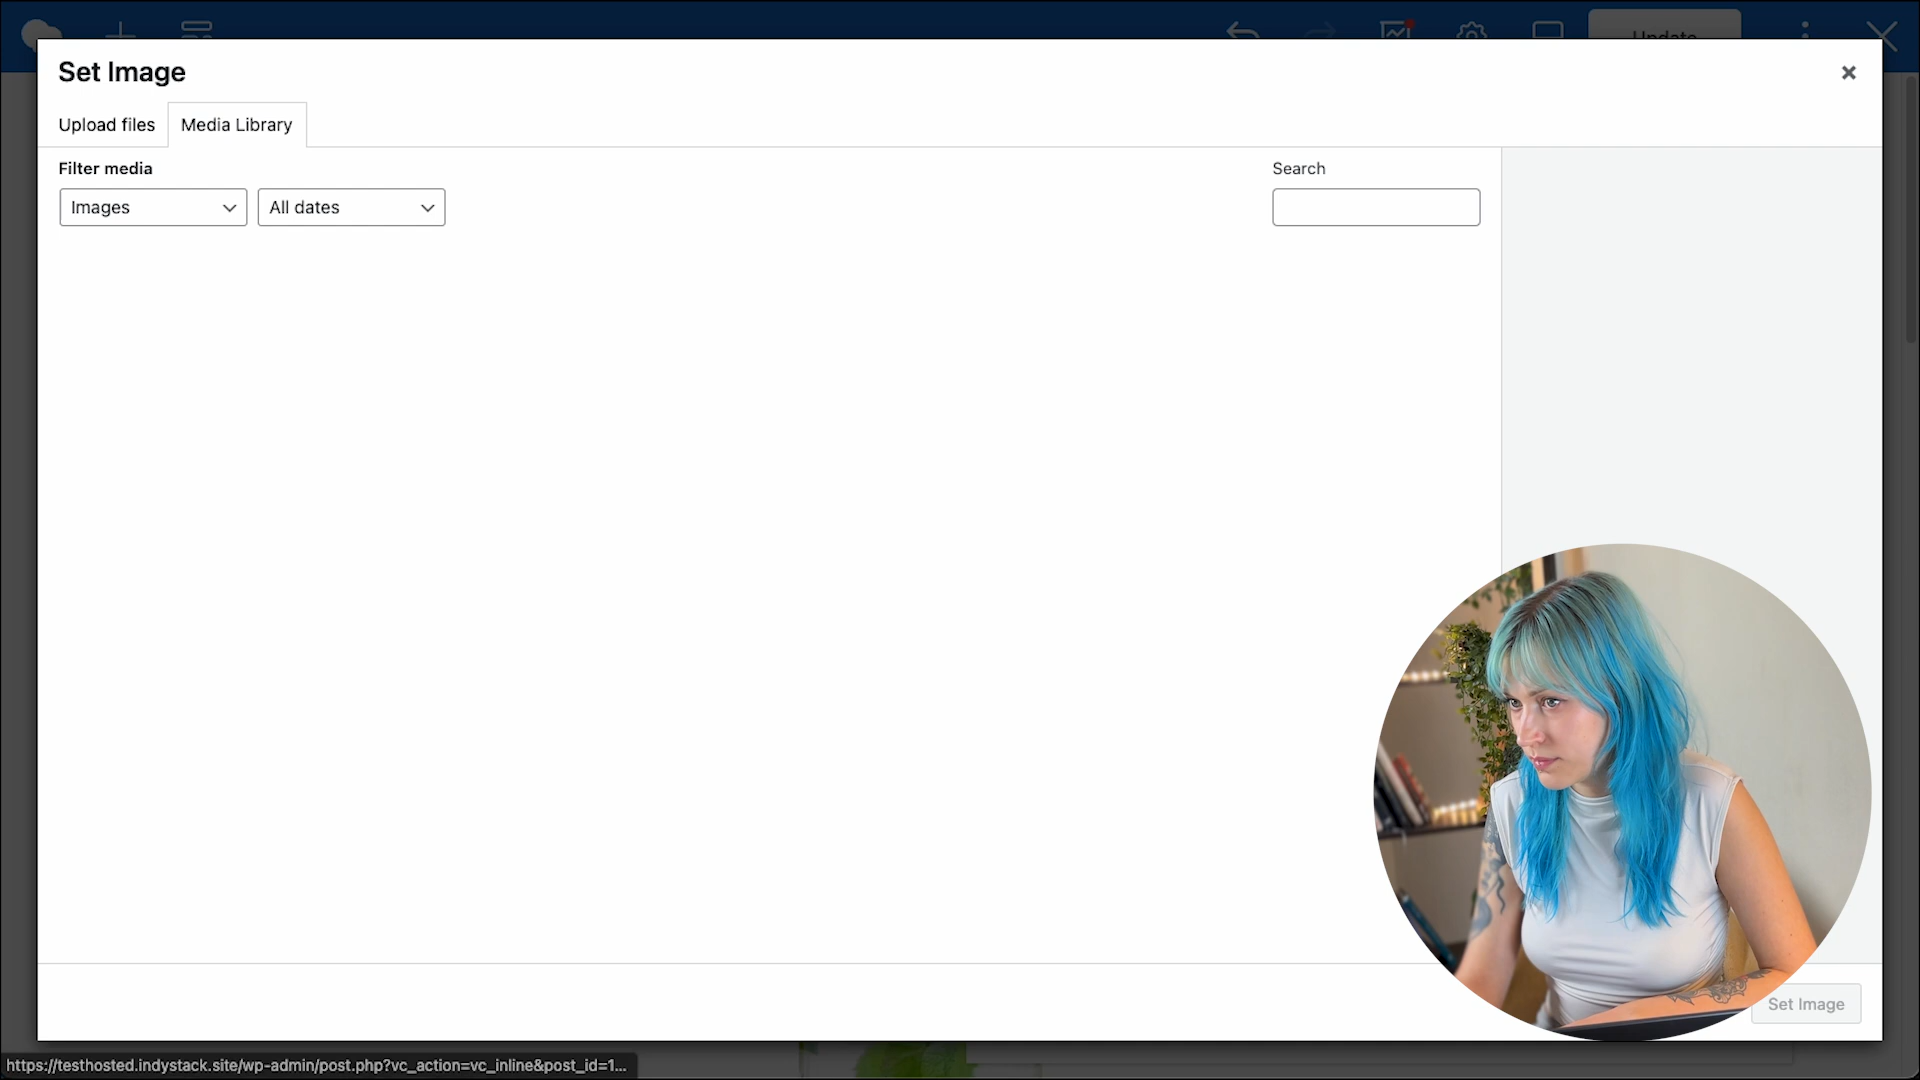 Update
Set Image
Upload files
Media Library
Filter media
Search
Images
All dates
Set Image
https://testhosted.indystack.site/wp-admin/post.php?vc_action=vc_inline&post_id=1...